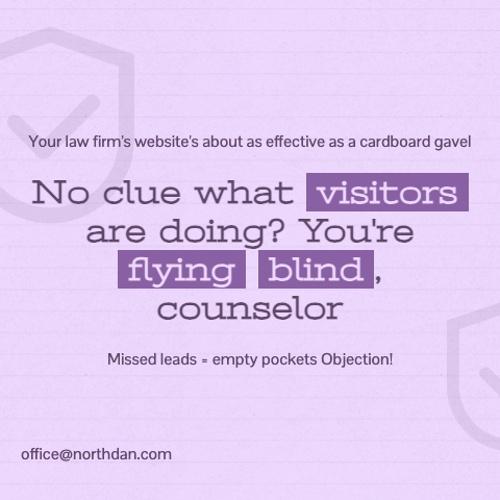 Your law firm's website's about as effective as a cardboard gavel
No clue what visitors
are doing? You're
flying blind,
counselor
Missed leads = empty pockets Objection!
office@northdan.com